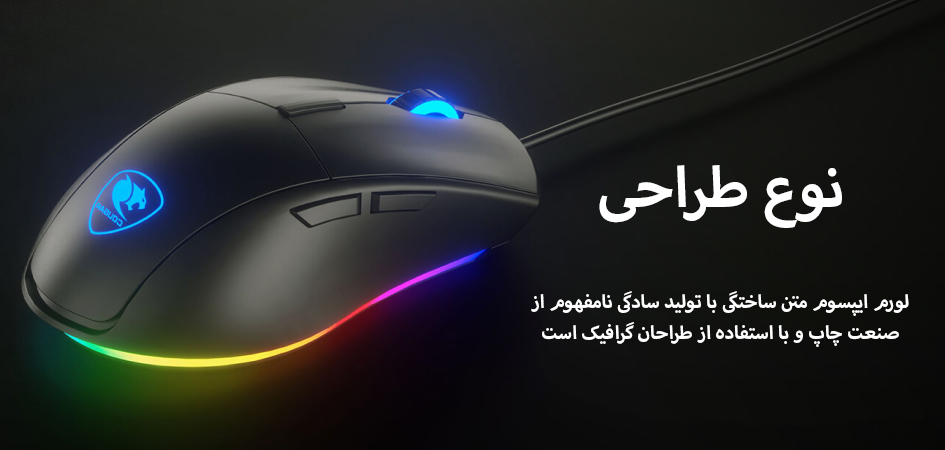 COUGAR
نوع طراحی
لورم ایپسوم متن ساختگی با تولید سادگی نامفهوم از
صنعت چاپ و با استفاده از طراحان گرافیک است